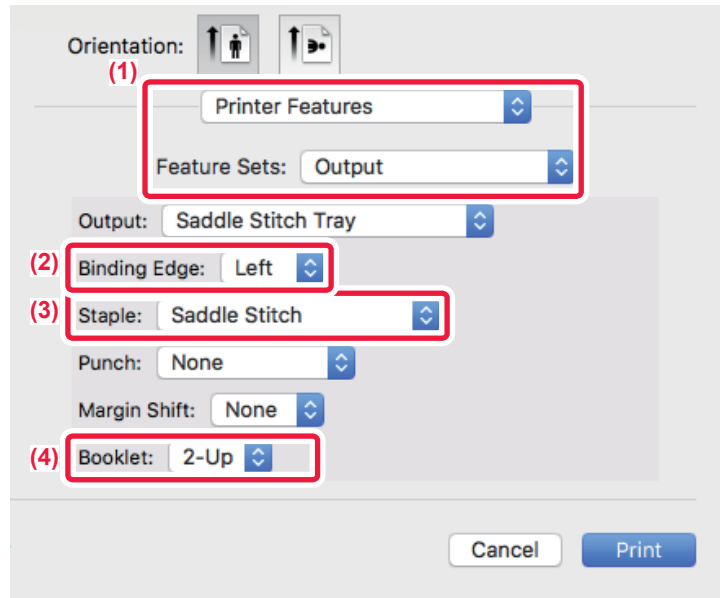 Orientation:
(1)
Printer Features
Feature Sets: Output
Output: Saddle Stitch Tray
(2) Binding Edge: Left
(3) Staple: Saddle Stitch
Punch: None
Margin Shift: None
(4) Booklet: 2-Up
Cancel Print